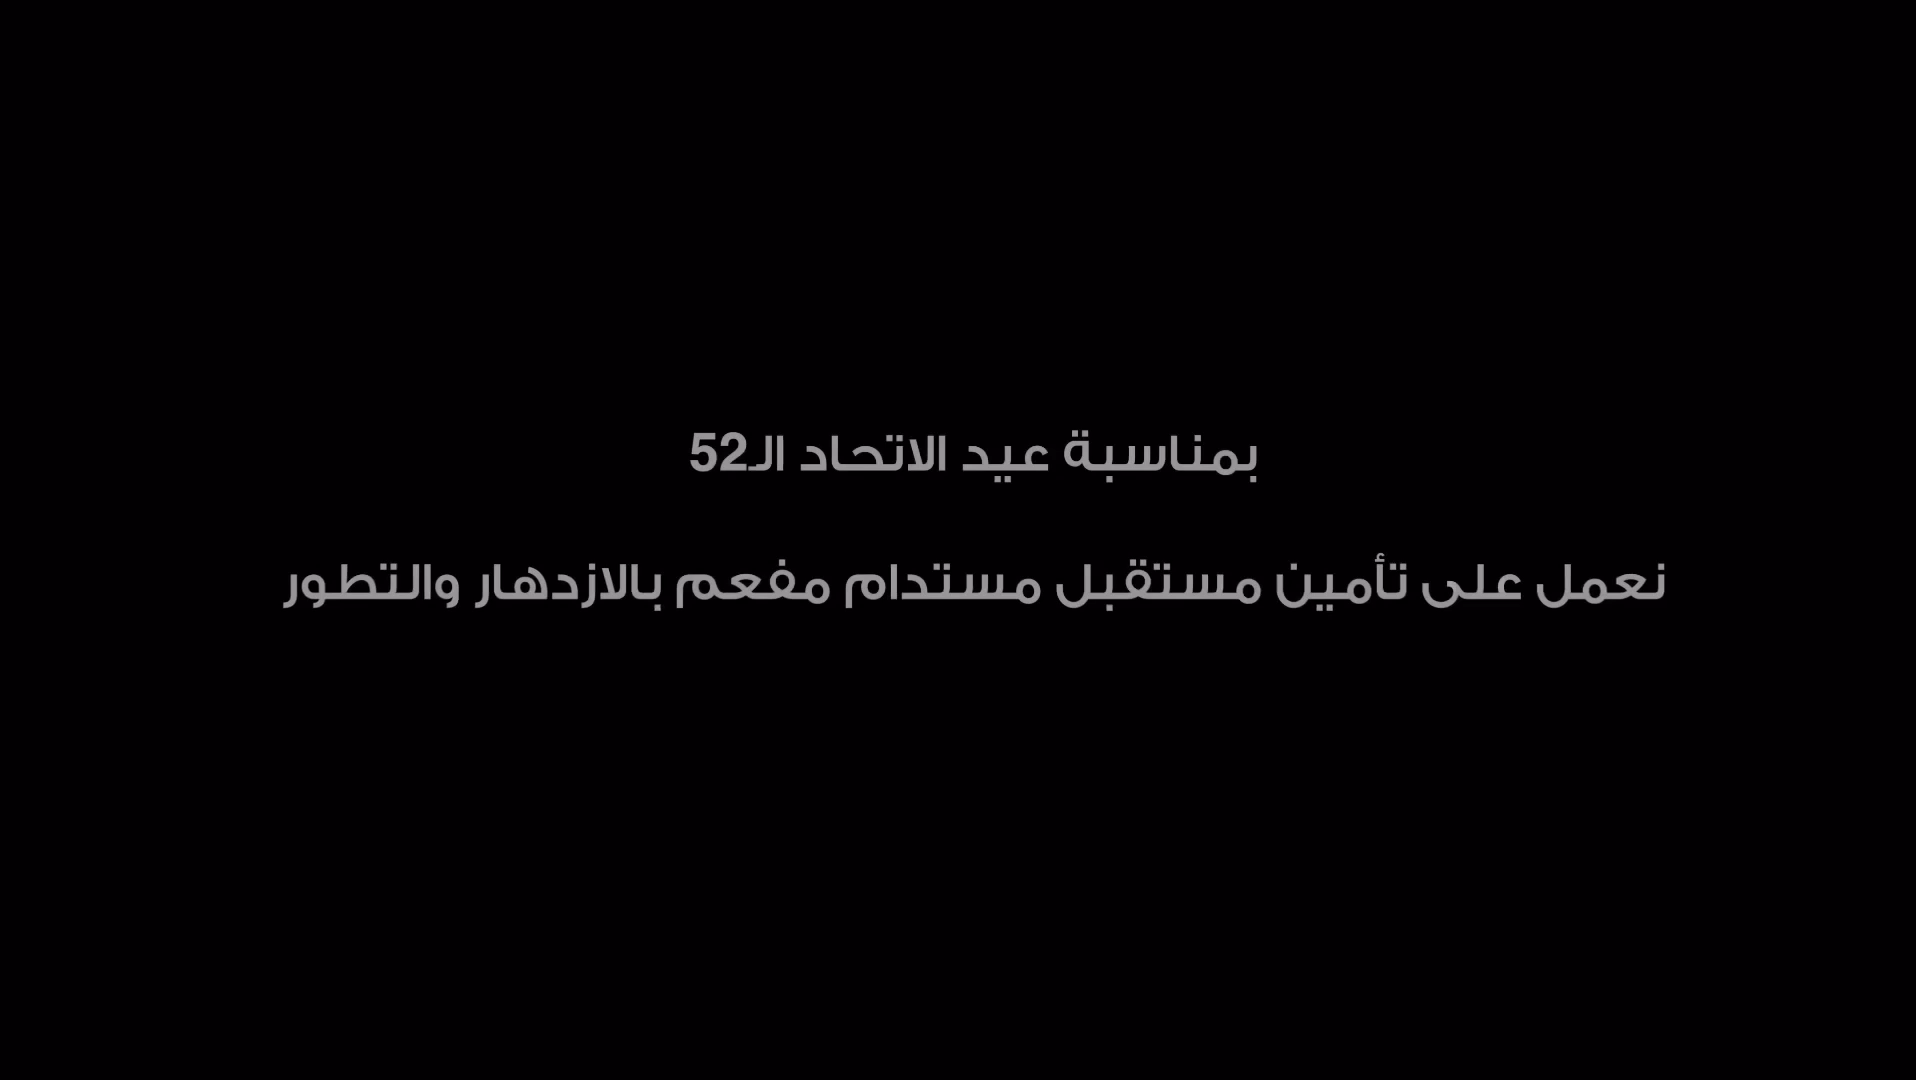 بمناسبة عيد الاتحاد الـ52
نعمل على تأمين مستقبل مستدام مفعم بالازدهار والتطور